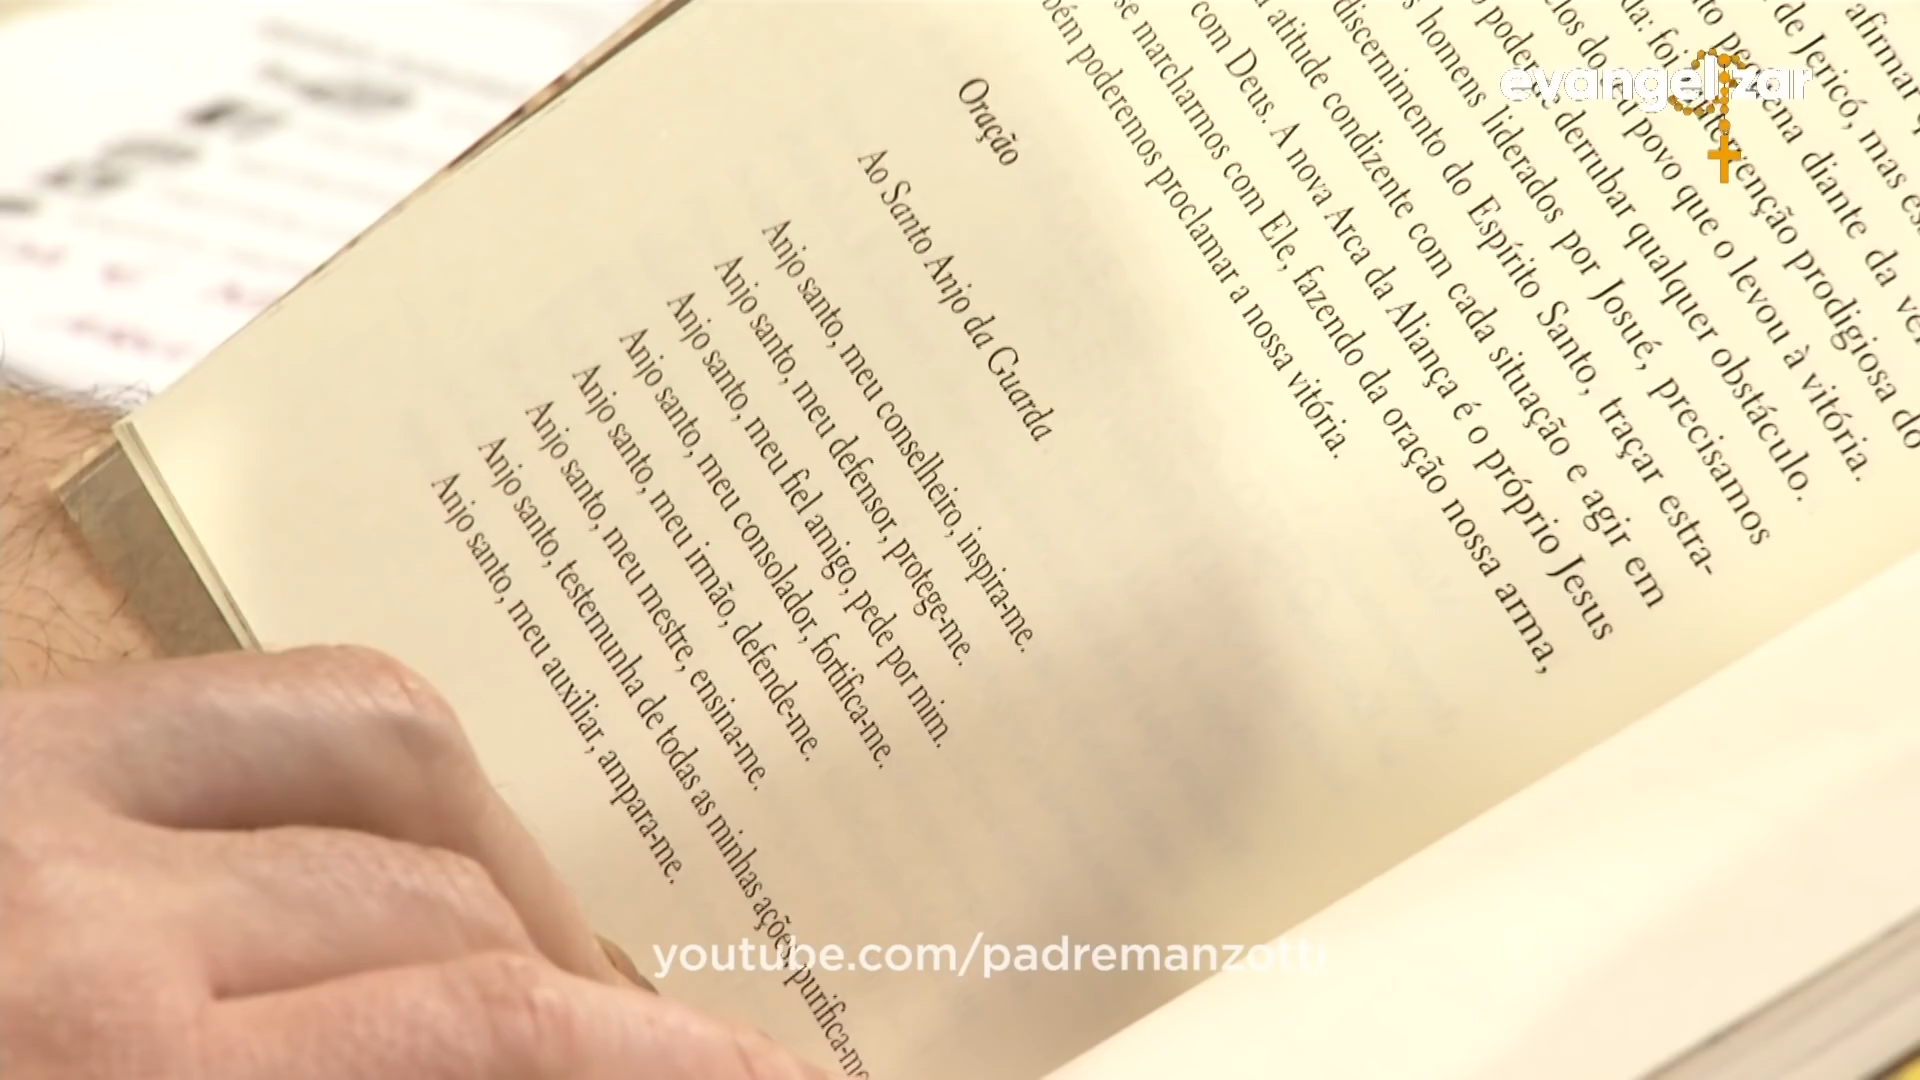 evangelizar
afirmar
de Jericó, mas
pequena diante da
da: foi intervenção prodigiosa do
do seu povo que o levou à vitória.
poder de derrubar qualquer obstáculo.
homens liderados por Josué, precisamos
discernimento do Espírito Santo, traçar estra-
atitude condizente com cada situação e agir em
com Deus. A nova Arca da Aliança é o próprio Jesus
se marcharmos com Ele, fazendo da oração nossa arma,
poderemos proclamar a nossa vitória.
Oração
Ao Santo Anjo da Guarda
Anjo santo, meu conselheiro, inspira-me.
Anjo santo, meu defensor, protege-me.
Anjo santo, meu fiel amigo, pede por mim.
Anjo santo, meu consolador, fortifica-me.
Anjo santo, meu irmão, defende-me.
Anjo santo, meu mestre, ensina-me.
Anjo santo, testemunha de todas as minhas ações, purifica-me
Anjo santo, meu auxiliar, ampara-me.
youtube.com/padremanzotti